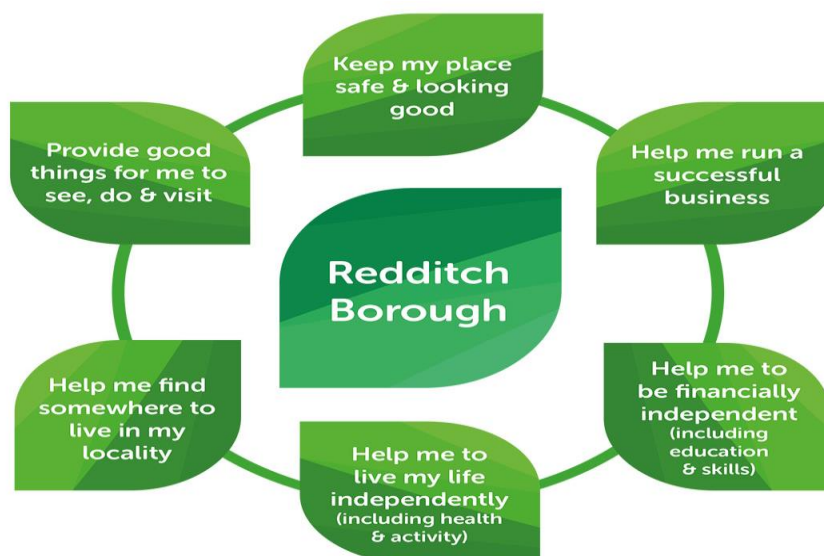 Keep my place
safe & looking
good
Help me run a
successful
business
Help me to
be financially
independent
(including
education
& skills)
Help me to
live my life
independently
(including health
& activity)
Help me find
somewhere to
live in my
locality
Provide good
things for me to
see, do & visit
Redditch
Borough